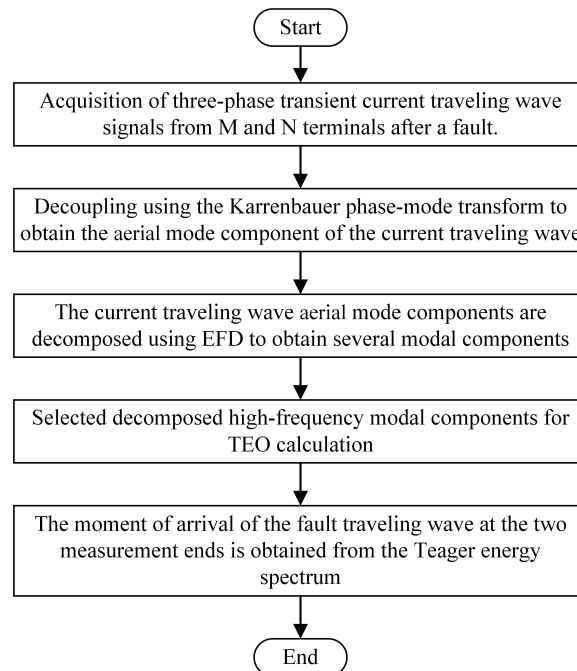 Start
Acquisition of three-phase transient current traveling wave
signals from M and N terminals after a fault.
Decoupling using the Karrenbauer phase-mode transform to
obtain the aerial mode component of the current traveling wave
The current traveling wave aerial mode components are
decomposed using EFD to obtain several modal components
Selected decomposed high-frequency modal components for
TEO calculation
The moment of arrival of the fault traveling wave at the two
measurement ends is obtained from the Teager energy
spectrum
End